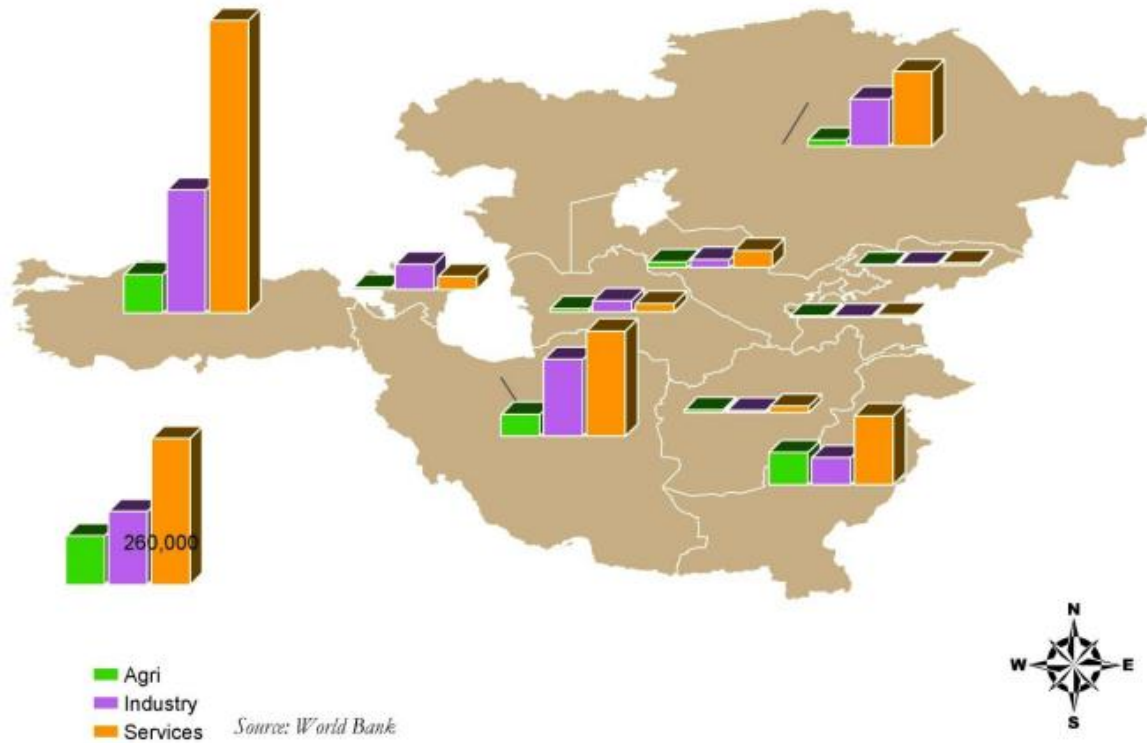 260,000
N
W
E
S
Agri
Industry
Services
Source: World Bank